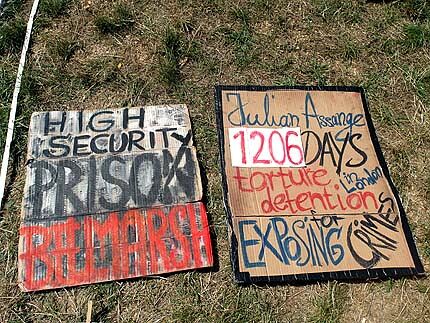 HIGH
SECURITY
PRISON
BELMARSH
Julian Assange
1206 DAYS
torture in London
detention
for
EXPOSING
CRIMES